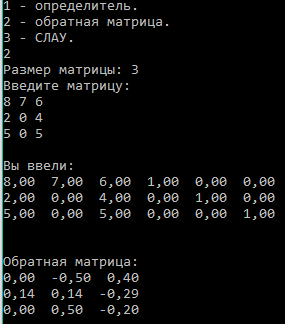 1 - определитель.
2 - обратная матрица.
3 - СЛАУ.
2
Размер матрицы: 3
Введите матрицу:
8 7 6
2 0 4
5 0 5
Вы ввели:
8,00 7,00 6,00 1,00 0,00 0,00
2,00 0,00 4,00 0,00 1,00 0,00
5,00 0,00 5,00 0,00 0,00 1,00
Обратная матрица:
0,00 -0,50 0,40
0,14 0,14 -0,29
0,00 0,50 -0,20